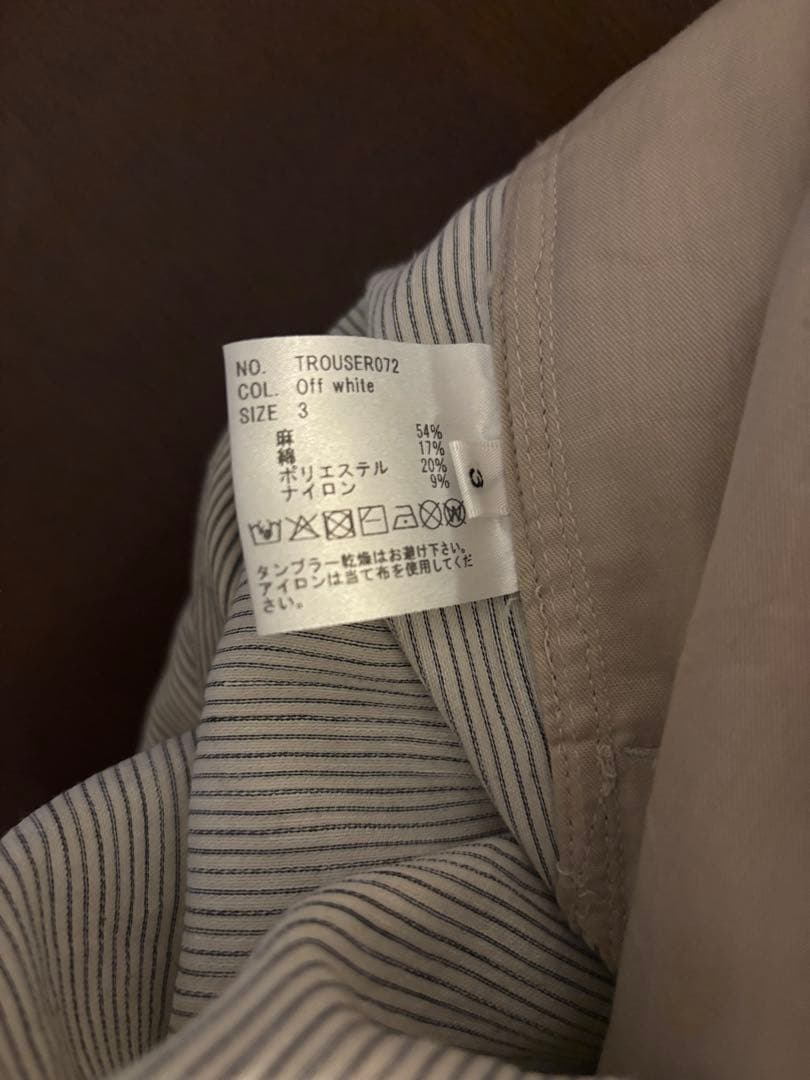 NO. TROUSER072
COL. Off white
SIZE 3
麻 54%
綿 17%
ポリエステル 20%
ナイロン 9%
3
タンブラー乾燥はお避け下さい。
アイロンは当て布を使用してくだ
さい。